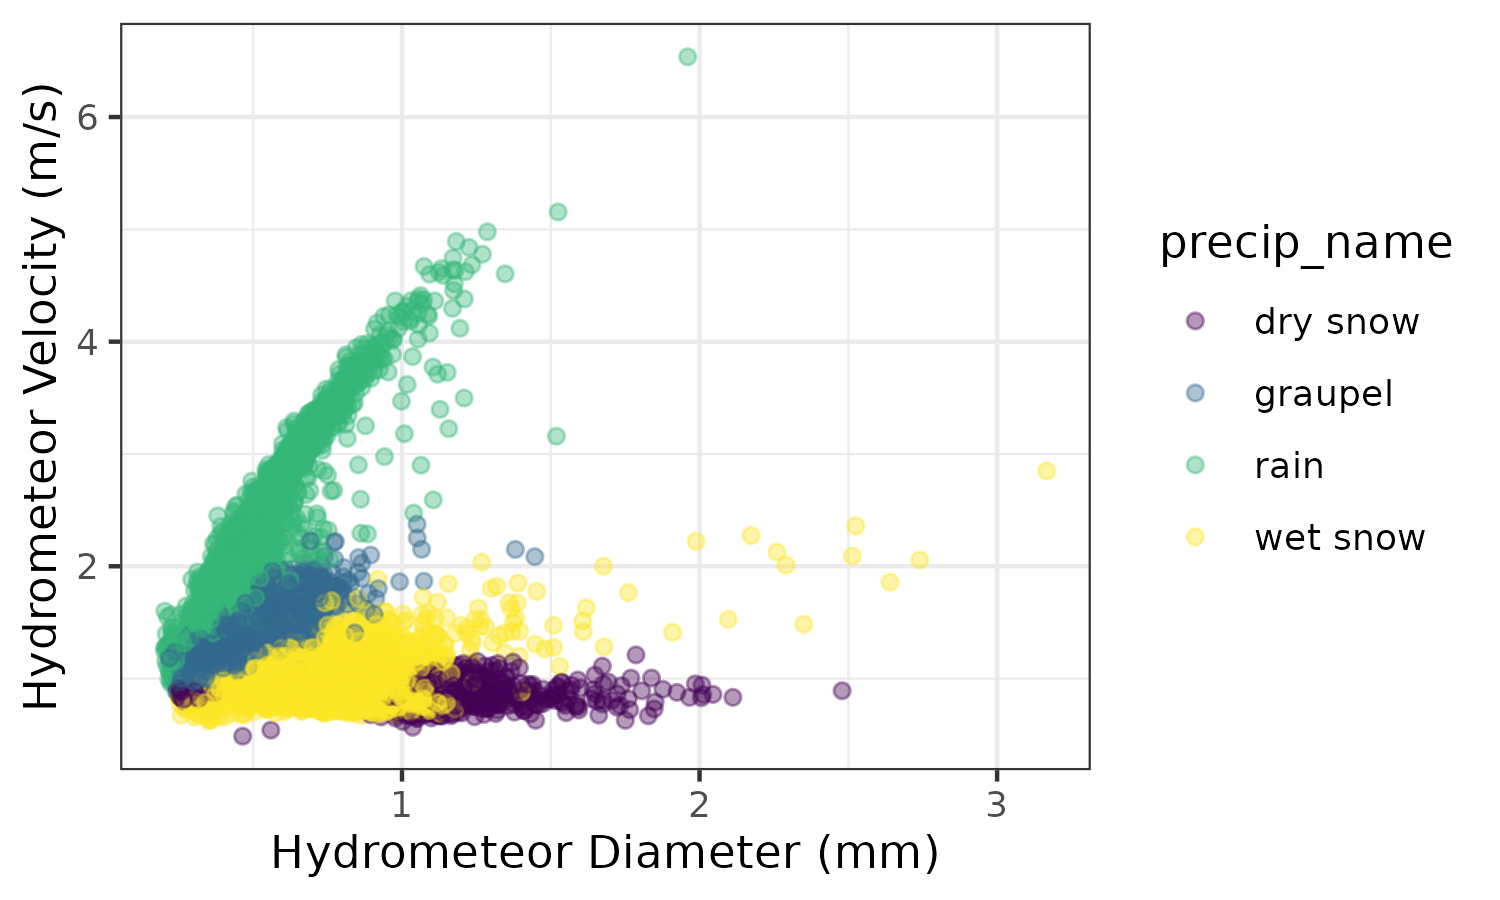 Hydrometeor Velocity (m/s)
6
4
2
1
2
3
Hydrometeor Diameter (mm)
precip_name
dry snow
graupel
rain
wet snow